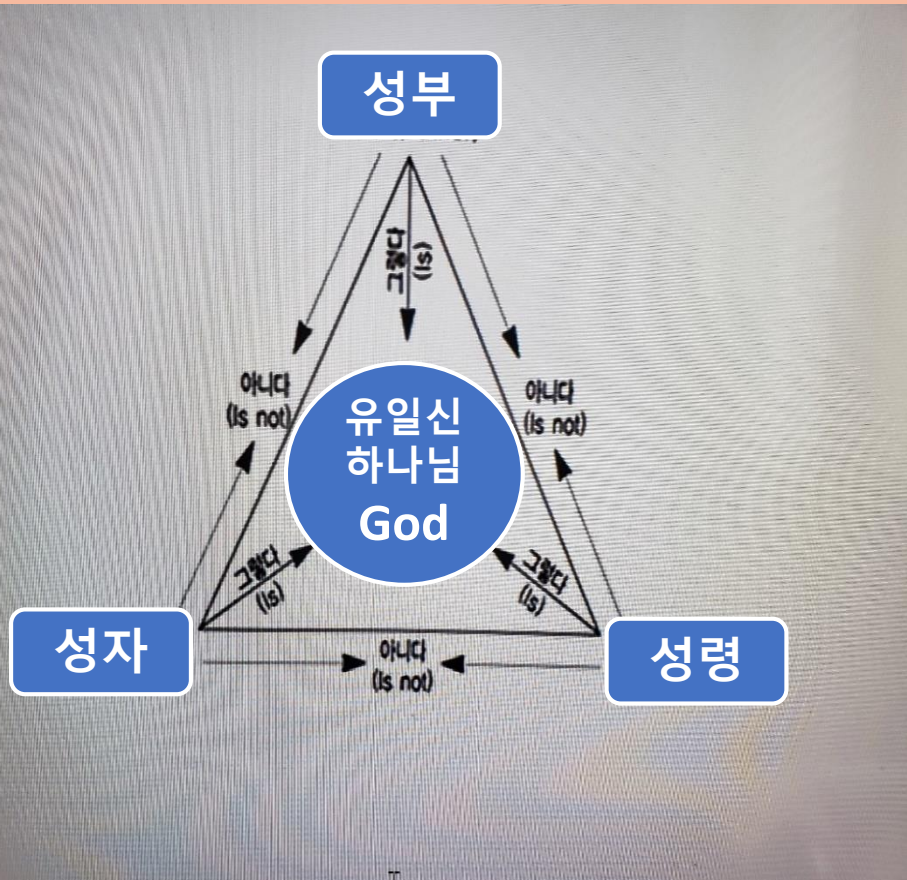 성부
그렇다
(Is)
아니다
(Is not)
아니다
(Is not)
유일신
하나님
God
그렇다
(Is)
그렇다
(Is)
성자
아니다
(Is not)
성령